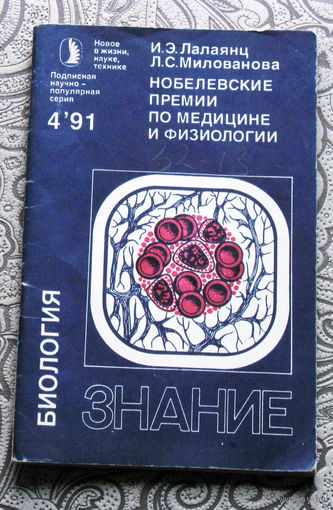 Новое
в жизни,
науке,
технике
Подписная
научно –
популярная
серия
4'91
И.Э.Лалаянц
Л.С.Милованова
НОБЕЛЕВСКИЕ
ПРЕМИИ
ПО МЕДИЦИНЕ
И ФИЗИОЛОГИИ
БИОЛОГИЯ
ЗНАНИЕ